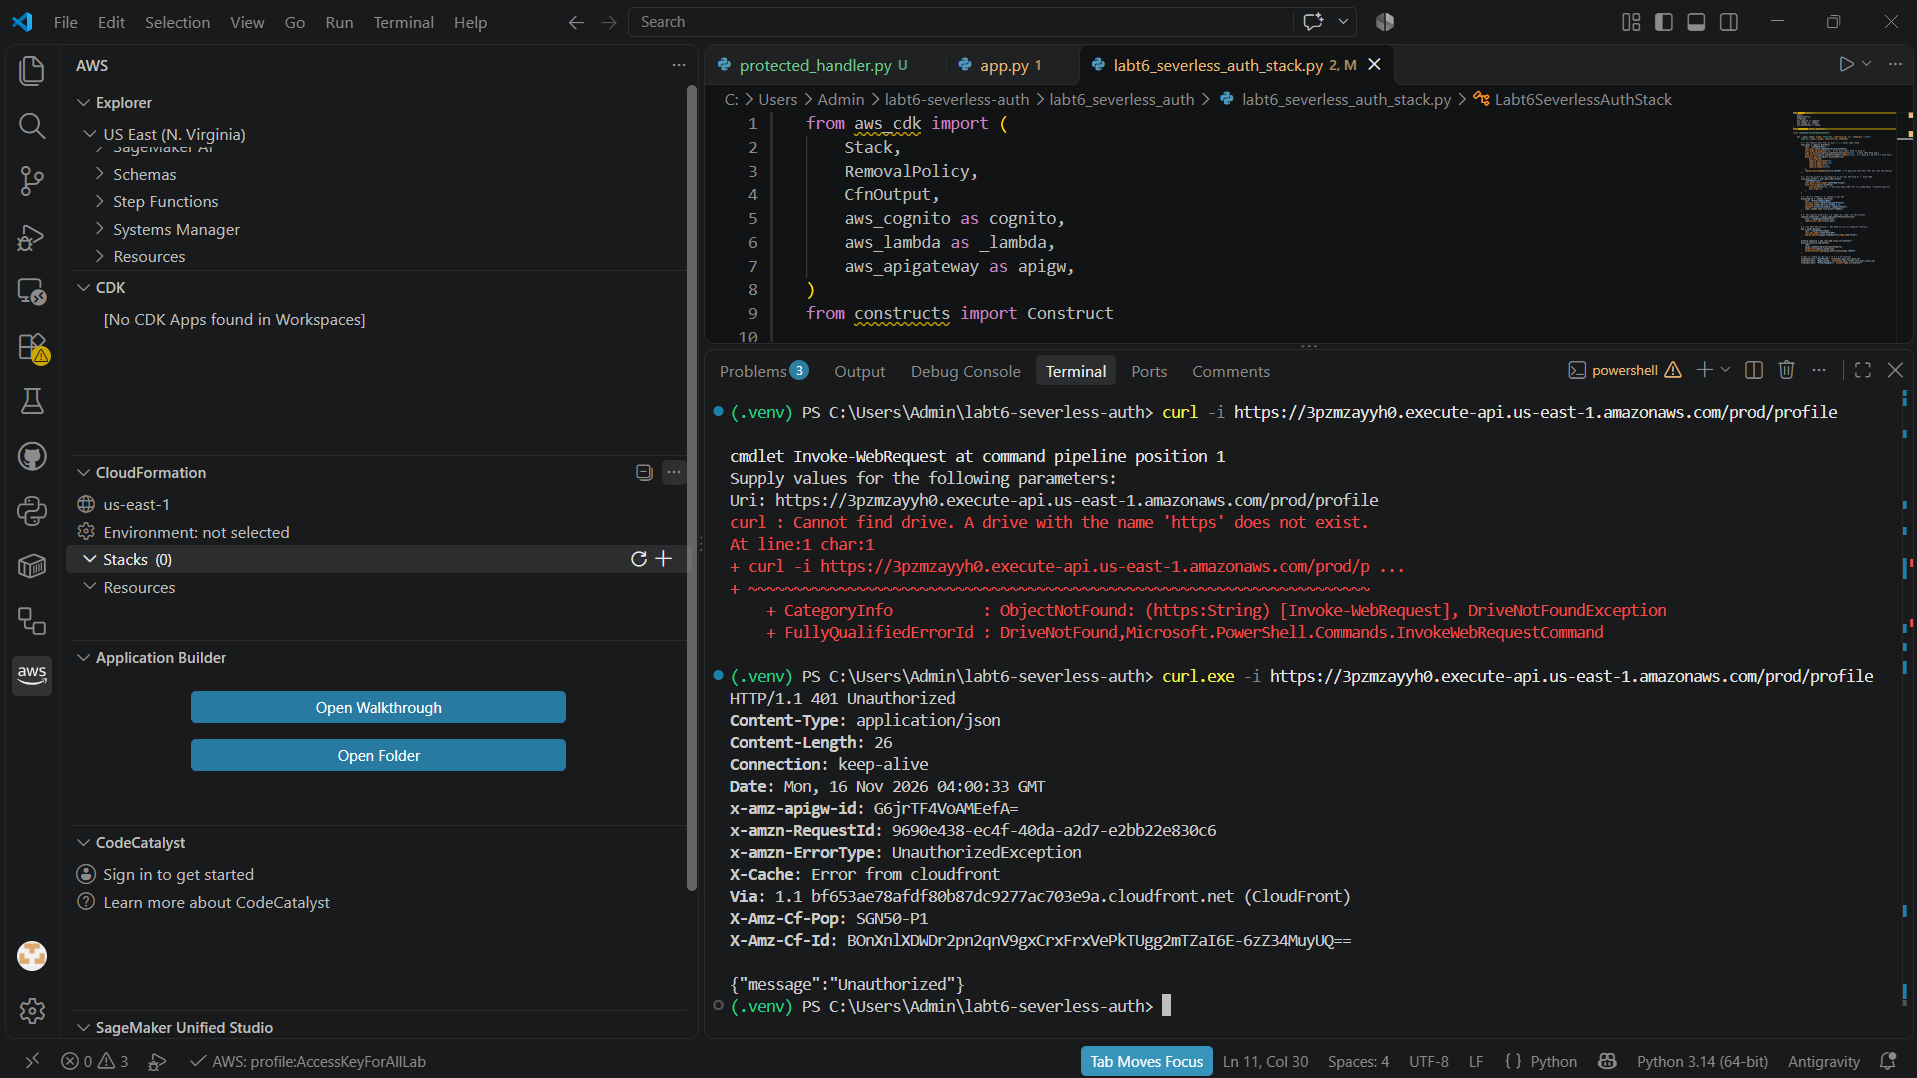 File Edit Selection View Go Run Terminal Help
Search
AWS
Explorer
US East (N. Virginia)
SageMaker AI
Schemas
Step Functions
Systems Manager
Resources
CDK
[No CDK Apps found in Workspaces]
CloudFormation
us-east-1
Environment: not selected
Stacks (0)
Resources
Application Builder
Open Walkthrough
Open Folder
CodeCatalyst
Sign in to get started
Learn more about CodeCatalyst
SageMaker Unified Studio
aws
protected_handler.py U
app.py 1
labt6_severless_auth_stack.py 2, M
C: > Users > Admin > labt6-severless-auth > labt6_severless_auth > labt6_severless_auth_stack.py > Labt6SeverlessAuthStack
1 from aws_cdk import (
2 Stack,
3 RemovalPolicy,
4 CfnOutput,
5 aws_cognito as cognito,
6 aws_lambda as _lambda,
7 aws_apigateway as apigw,
8 )
9 from constructs import Construct
10
Problems 3 Output Debug Console Terminal Ports Comments
powershell
(.venv) PS C:\Users\Admin\labt6-severless-auth> curl -i https://3pzmzayyh0.execute-api.us-east-1.amazonaws.com/prod/profile
cmdlet Invoke-WebRequest at command pipeline position 1
Supply values for the following parameters:
Uri: https://3pzmzayyh0.execute-api.us-east-1.amazonaws.com/prod/profile
curl : Cannot find drive. A drive with the name 'https' does not exist.
At line:1 char:1
+ curl -i https://3pzmzayyh0.execute-api.us-east-1.amazonaws.com/prod/p ...
+ ~~~~~~~~~~~~~~~~~~~~~~~~~~~~~~~~~~~~~~~~~~~~~~~~~~~~~~~~~~~~~~~~~~~~~
+ CategoryInfo : ObjectNotFound: (https:String) [Invoke-WebRequest], DriveNotFoundException
+ FullyQualifiedErrorId : DriveNotFound,Microsoft.PowerShell.Commands.InvokeWebRequestCommand
(.venv) PS C:\Users\Admin\labt6-severless-auth> curl.exe -i https://3pzmzayyh0.execute-api.us-east-1.amazonaws.com/prod/profile
HTTP/1.1 401 Unauthorized
Content-Type: application/json
Content-Length: 26
Connection: keep-alive
Date: Mon, 16 Nov 2026 04:00:33 GMT
x-amz-apigw-id: G6jrTF4VoAMEefA=
x-amzn-RequestId: 9690e438-ec4f-40da-a2d7-e2bb22e830c6
x-amzn-ErrorType: UnauthorizedException
X-Cache: Error from cloudfront
Via: 1.1 bf653ae78afdf80b87dc9277ac703e9a.cloudfront.net (CloudFront)
X-Amz-Cf-Pop: SGN50-P1
X-Amz-Cf-Id: BOnXnlXDWDr2pn2qnV9gxCrxFrxVePkTUgg2mTZaI6E-6zZ34MuyUQ==
{"message":"Unauthorized"}
(.venv) PS C:\Users\Admin\labt6-severless-auth>
0 3 AWS: profile:AccessKeyForAllLab
Tab Moves Focus Ln 11, Col 30 Spaces: 4 UTF-8 LF { } Python Python 3.14 (64-bit) Antigravity